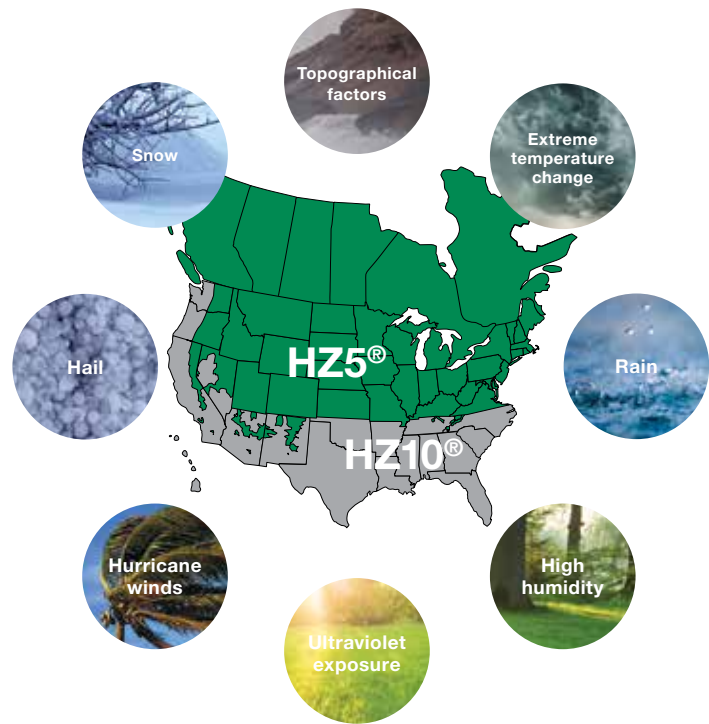 Topographical
factors
Snow
Extreme
temperature
change
HZ5®
Hail
Rain
HZ10®
Hurricane
winds
High
humidity
Ultraviolet
exposure